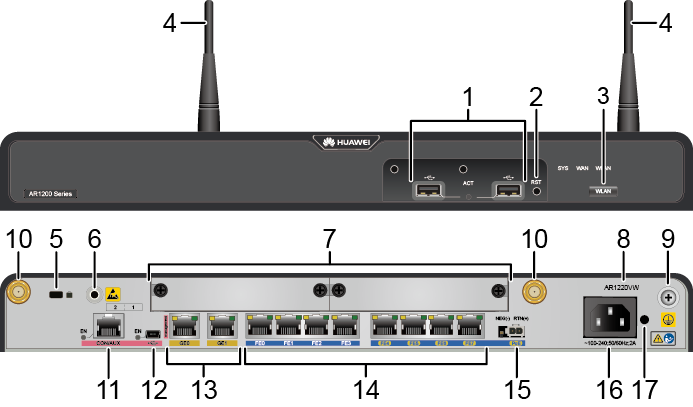 4
4
1
2
3
HUAWEI
SYS WAN WLAN
ACT
RST
WLAN
AR1200 Series
10
5
6
7
10
8
9
AR1220VW
2 1
EN
EN
NEG(-) RTN(+)
CON/AUX
GE0
GE1
FE0
FE1
FE2
FE3
~100-240;50/60Hz;2A
11
12
13
14
15
16
17